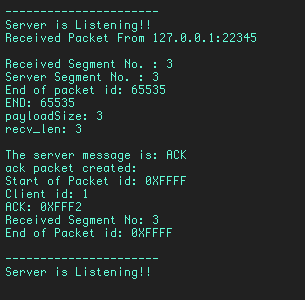 ----------------------
Server is Listening!!
Received Packet From 127.0.0.1:22345
Received Segment No. : 3
Server Segment No. : 3
End of packet id: 65535
END: 65535
payloadSize: 3
recv_len: 3
The server message is: ACK
ack packet created:
Start of Packet id: 0XFFFF
Client id: 1
ACK: 0XFFF2
Received Segment No: 3
End of Packet id: 0XFFFF
----------------------
Server is Listening!!